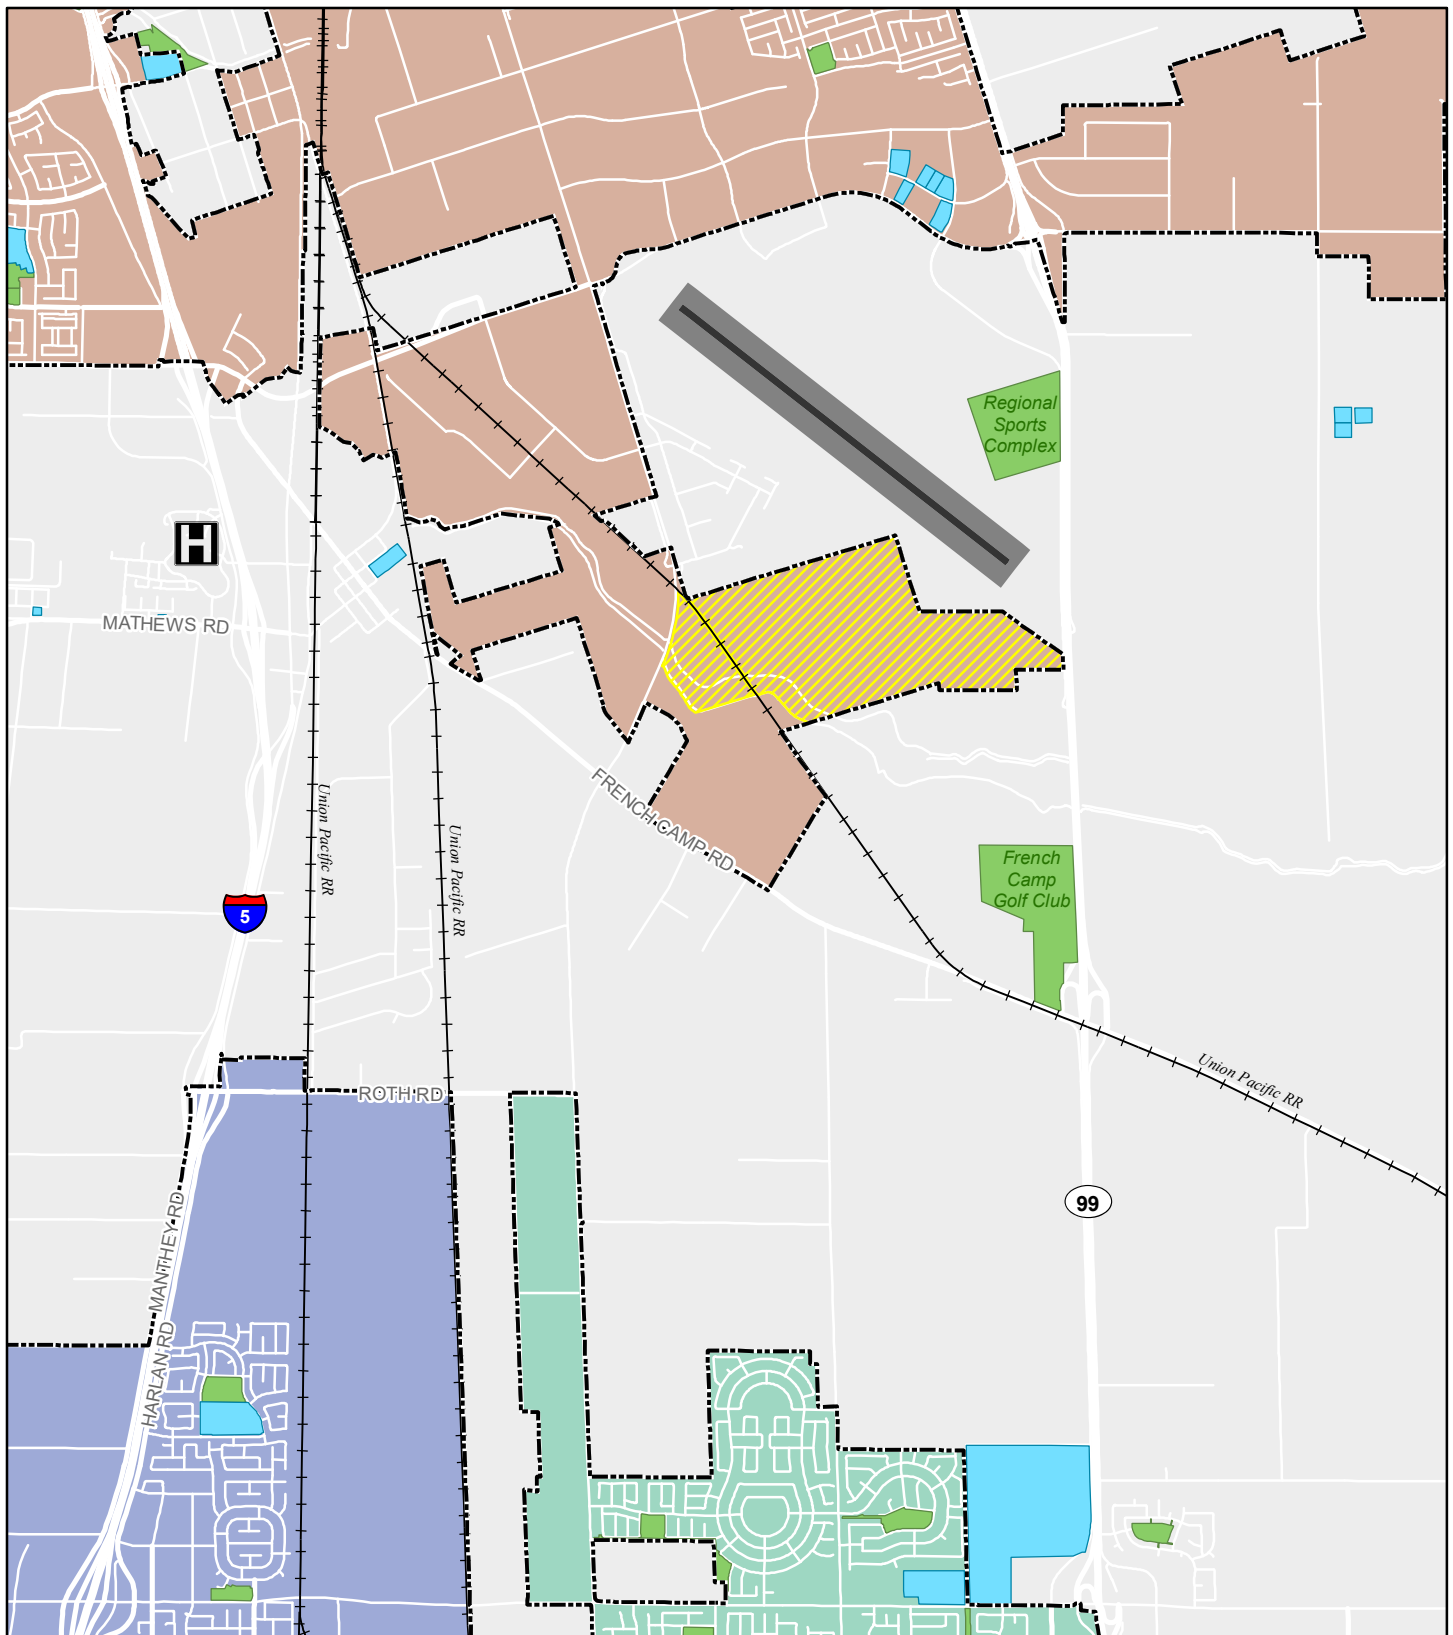 Regional
Sports
Complex
H
MATHEWS RD
FRENCH CAMP RD
Union Pacific RR
Union Pacific RR
French
Camp
Golf Club
5
Union Pacific RR
ROTH RD
99
MANTHEY RD
HARLAN RD